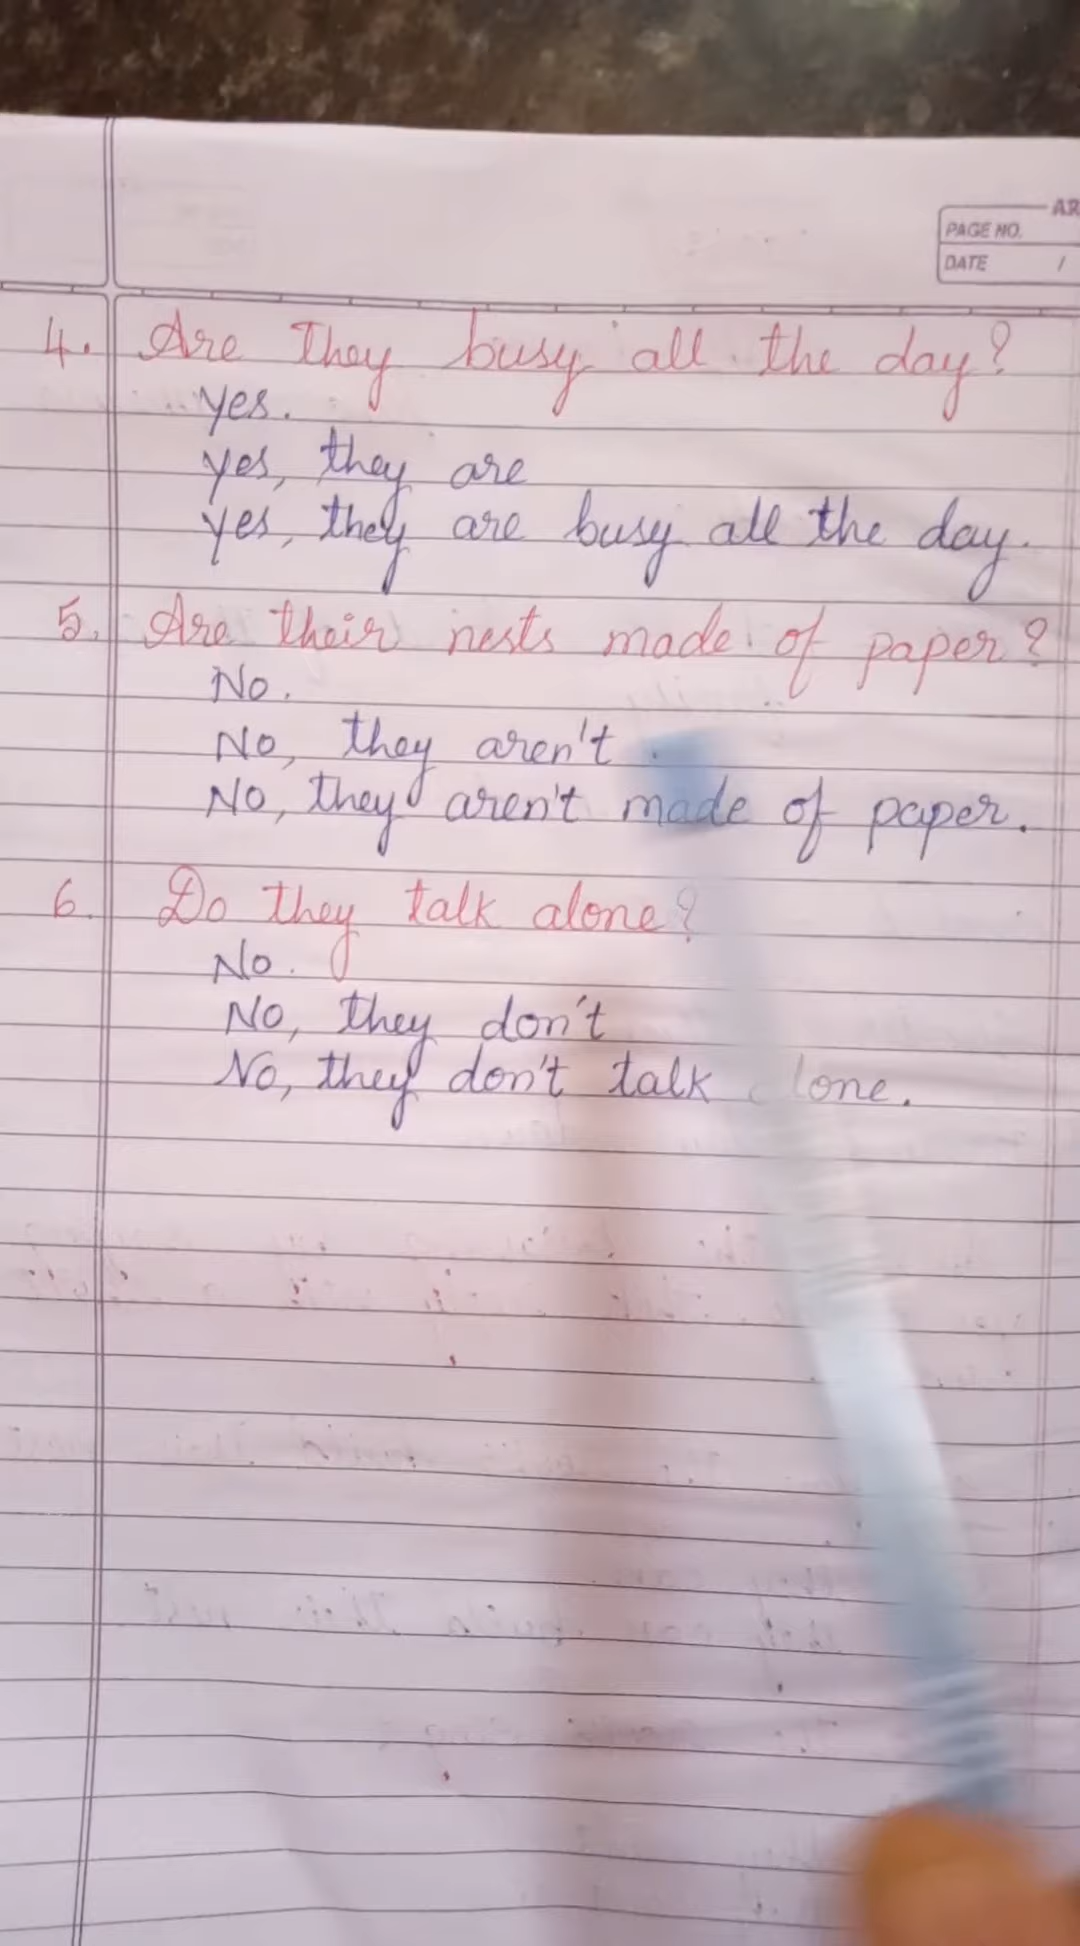 AR
PAGE NO.
DATE /
4. Are They busy all the day?
yes.
yes, they are
yes, they are busy all the day.
5. Are their nests made of paper?
No.
No, they aren't.
No, they aren't made of paper.
6. Do they talk alone?
No.
No, they don't
No, they don't talk lone.